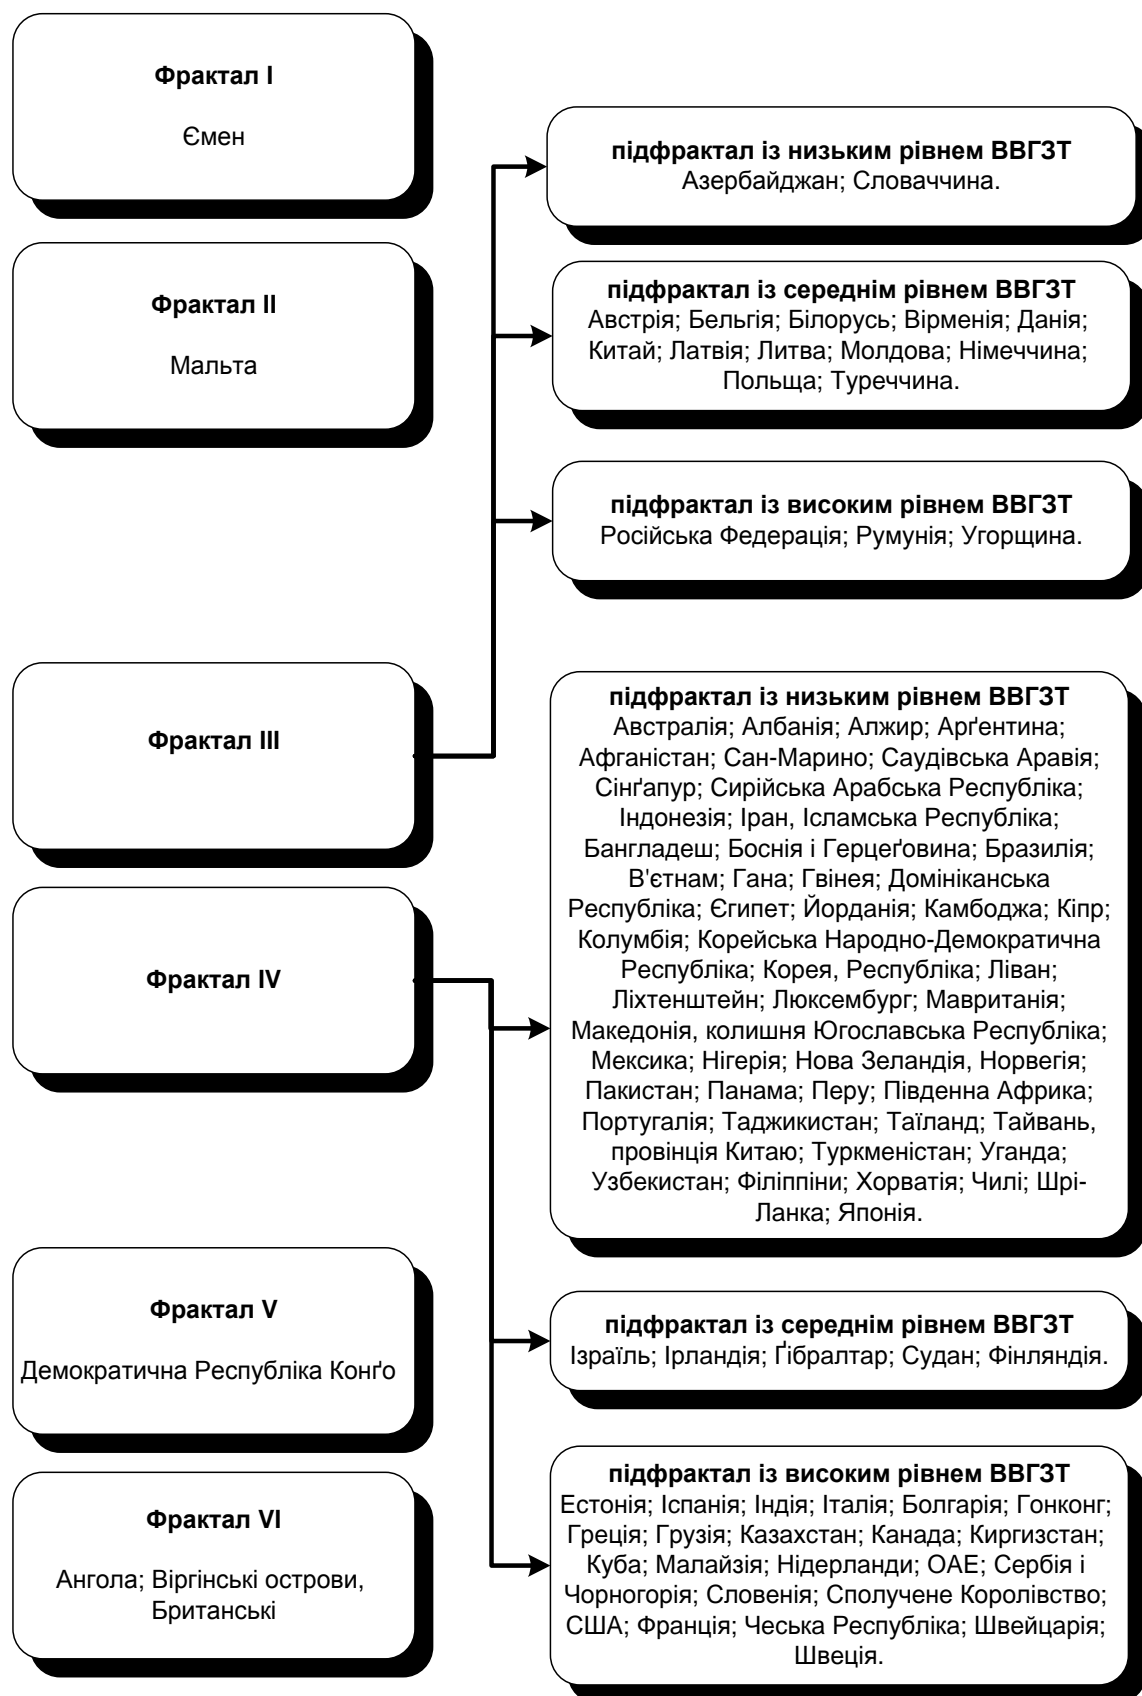 Фрактал I
Ємен
Фрактал II
Мальта
Фрактал III
підфрактал із низьким рівнем ВВГЗТ
Азербайджан; Словаччина.
підфрактал із середнім рівнем ВВГЗТ
Австрія; Бельгія; Білорусь; Вірменія; Данія;
Китай; Латвія; Литва; Молдова; Німеччина;
Польща; Туреччина.
підфрактал із високим рівнем ВВГЗТ
Російська Федерація; Румунія; Угорщина.
Фрактал IV
підфрактал із низьким рівнем ВВГЗТ
Австралія; Албанія; Алжир; Арґентина;
Афганістан; Сан-Марино; Саудівська Аравія;
Сінґапур; Сирійська Арабська Республіка;
Індонезія; Іран, Ісламська Республіка;
Бангладеш; Боснія і Герцеґовина; Бразилія;
В'єтнам; Гана; Гвінея; Домініканська
Республіка; Єгипет; Йорданія; Камбоджа; Кіпр;
Колумбія; Корейська Народно-Демократична
Республіка; Корея, Республіка; Ліван;
Ліхтенштейн; Люксембург; Мавританія;
Македонія, колишня Югославська Республіка;
Мексика; Нігерія; Нова Зеландія, Норвегія;
Пакистан; Панама; Перу; Південна Африка;
Португалія; Таджикистан; Таїланд; Тайвань,
провінція Китаю; Туркменістан; Уганда;
Узбекистан; Філіппіни; Хорватія; Чилі; Шрі-
Ланка; Японія.
підфрактал із середнім рівнем ВВГЗТ
Ізраїль; Ірландія; Ґібралтар; Судан; Фінляндія.
підфрактал із високим рівнем ВВГЗТ
Естонія; Іспанія; Індія; Італія; Болгарія; Гонконг;
Греція; Грузія; Казахстан; Канада; Киргизстан;
Куба; Малайзія; Нідерланди; ОАЕ; Сербія і
Чорногорія; Словенія; Сполучене Королівство;
США; Франція; Чеська Республіка; Швейцарія;
Швеція.
Фрактал V
Демократична Республіка Конґо
Фрактал VI
Ангола; Віргінські острови,
Британські